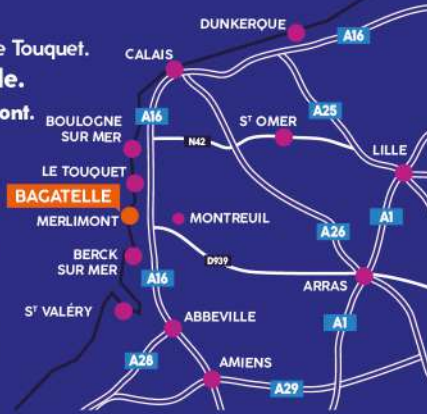 DUNKERQUE
A16
e Touquet.
CALAIS
le.
ont.
A16
A25
BOULOGNE
SUR MER
ST OMER
N42
LILLE
LE TOUQUET
BAGATELLE
MERLIMONT
MONTREUIL
A1
A26
BERCK
SUR MER
D939
A16
ARRAS
ST VALÉRY
ABBEVILLE
A1
A28
AMIENS
A29